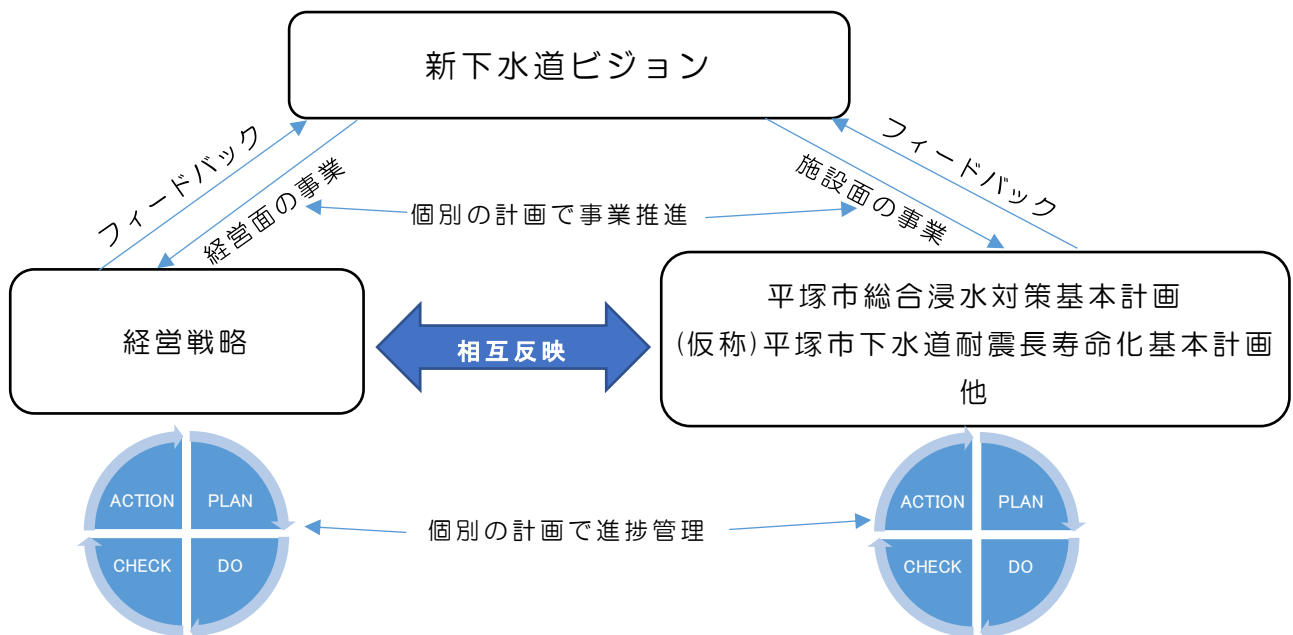 新下水道ビジョン
フィードバック
経営面の事業
施設面の事業
フィードバック
個別の計画で事業推進
経営戦略
相互反映
平塚市総合浸水対策基本計画
(仮称)平塚市下水道耐震長寿命化基本計画
他
ACTION
PLAN
CHECK
DO
個別の計画で進捗管理
ACTION
PLAN
CHECK
DO